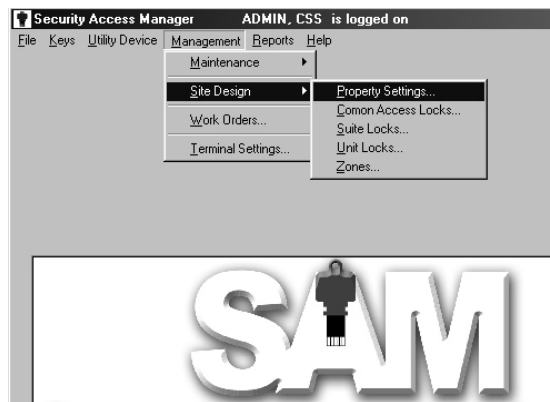 Security Access Manager ADMIN, CSS is logged on
File Keys Utility Device Management Reports Help
Maintenance
Site Design
Work Orders...
Terminal Settings...
Property Settings...
Comon Access Locks...
Suite Locks...
Unit Locks...
Zones...
SAM